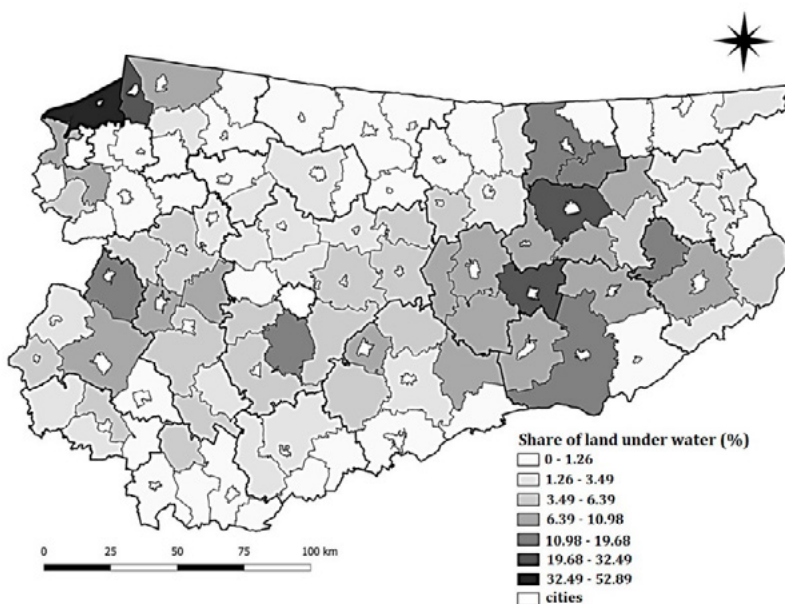 Share of land under water (%)
0 - 1.26
1.26 - 3.49
3.49 - 6.39
6.39 - 10.98
10.98 - 19.68
19.68 - 32.49
32.49 - 52.89
cities
0 25 50 75 100 km